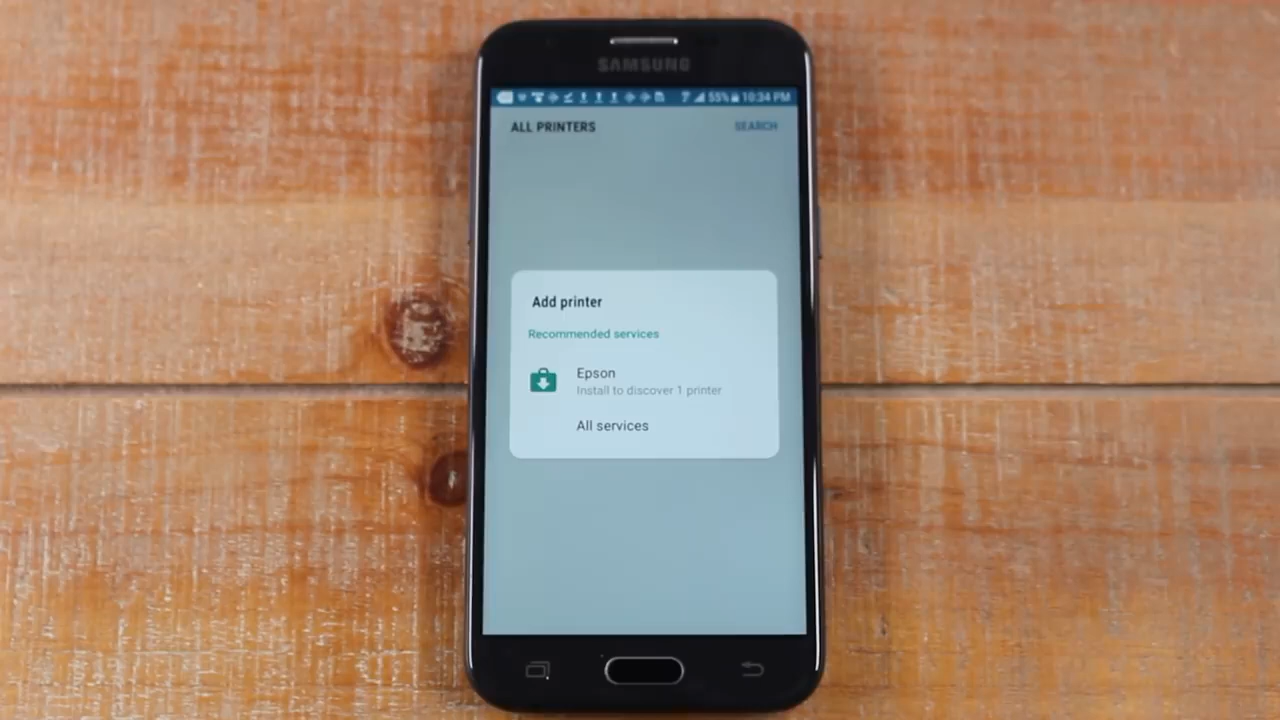 SAMSUNG
55% 10:34 PM
ALL PRINTERS SEARCH
Add printer
Recommended services
Epson
Install to discover 1 printer
All services